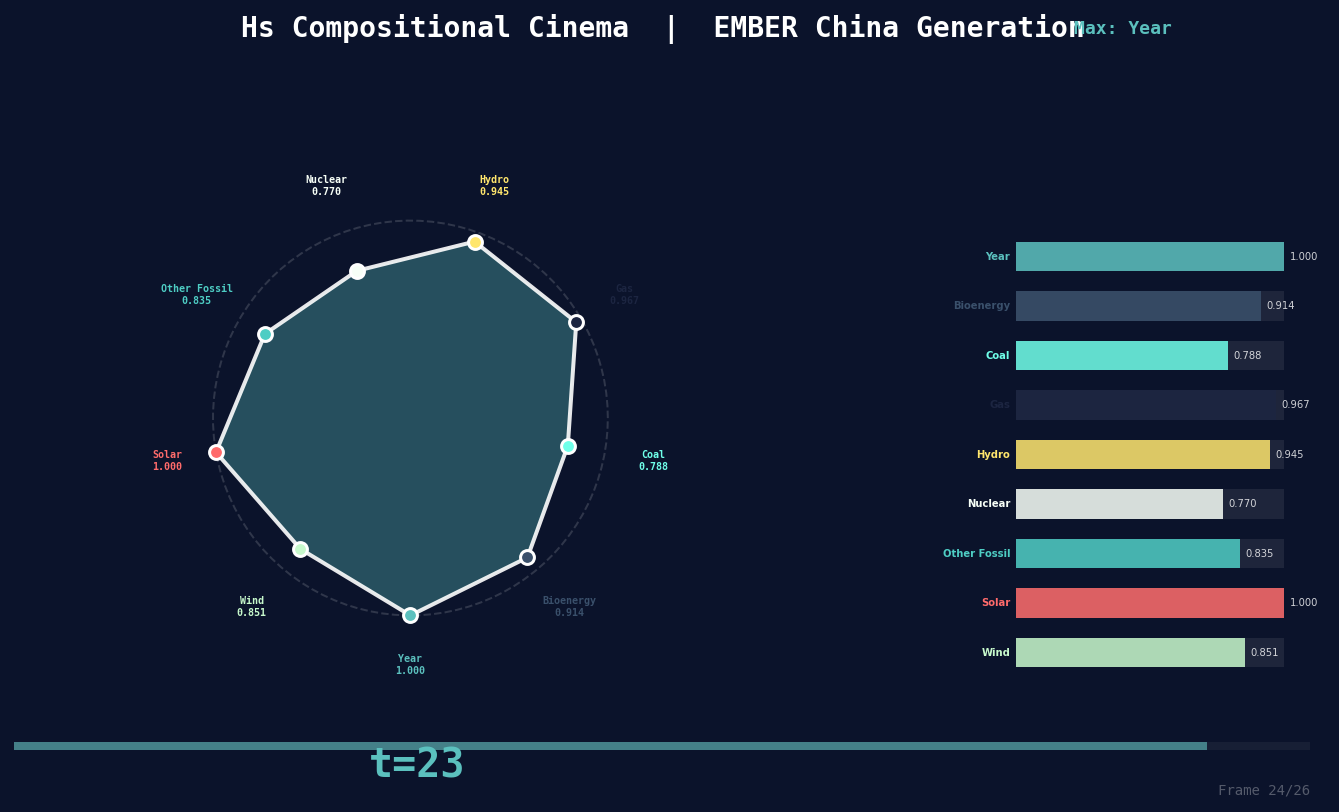 Hs Compositional Cinema  |  EMBER China Generation
Max: Year
Nuclear
0.770
Hydro
0.945
Other Fossil
0.835
Gas
0.967
Solar
1.000
Coal
0.788
Wind
0.851
Bioenergy
0.914
Year
1.000
Year 1.000
Bioenergy 0.914
Coal 0.788
Gas 0.967
Hydro 0.945
Nuclear 0.770
Other Fossil 0.835
Solar 1.000
Wind 0.851
t=23
Frame 24/26